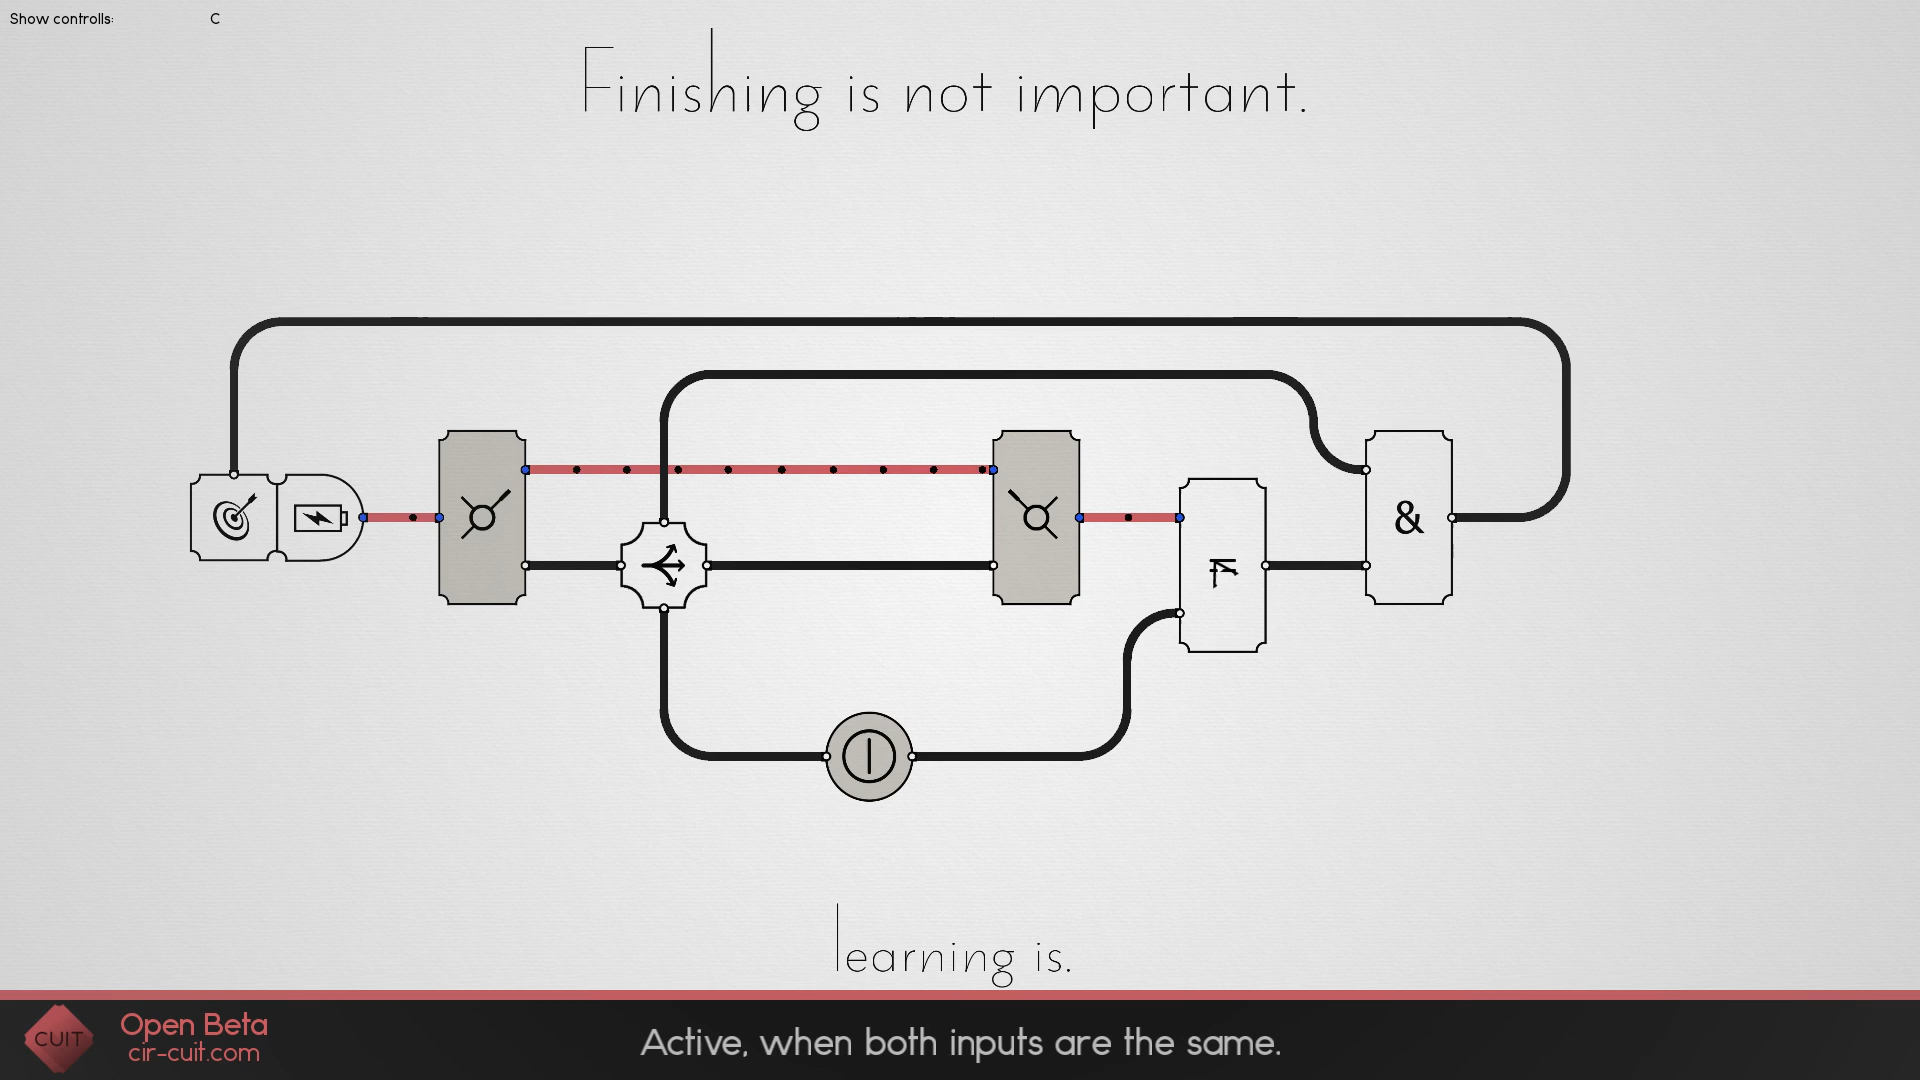 Show controlls: C
Finishing is not important.
&
learning is.
CUIT
Open Beta
cir-cuit.com
Active, when both inputs are the same.